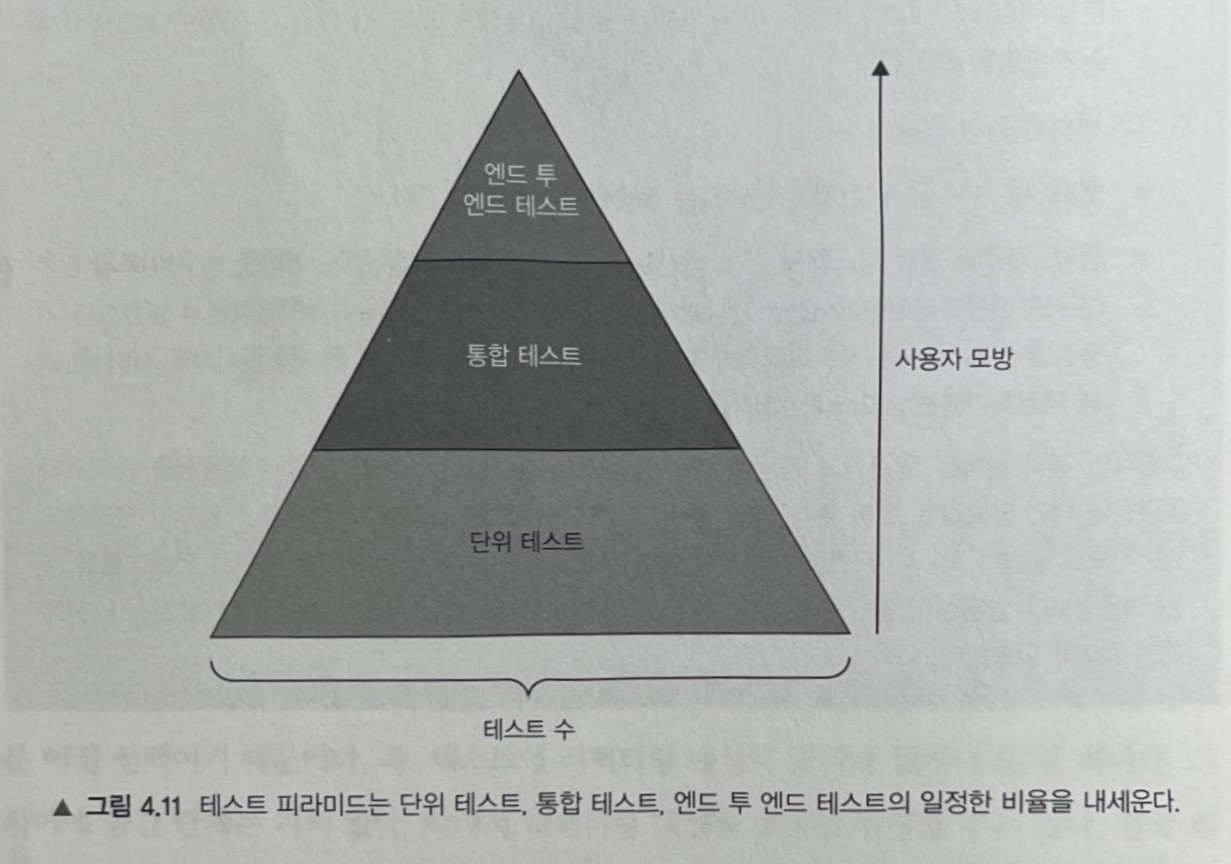 엔드 투
엔드 테스트
통합 테스트
사용자 모방
단위 테스트
테스트 수
▲ 그림 4.11 테스트 피라미드는 단위 테스트, 통합 테스트, 엔드 투 엔드 테스트의 일정한 비율을 내세운다.